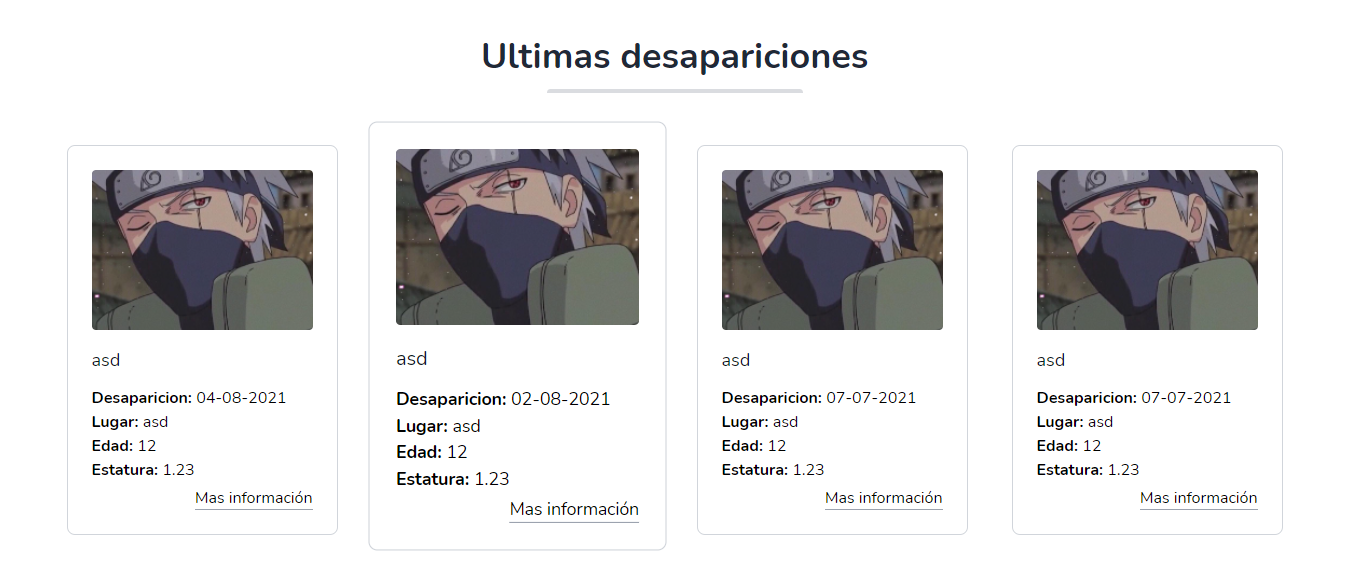 Ultimas desapariciones
asd
Desaparicion: 04-08-2021
Lugar: asd
Edad: 12
Estatura: 1.23
Mas información
asd
Desaparicion: 02-08-2021
Lugar: asd
Edad: 12
Estatura: 1.23
Mas información
asd
Desaparicion: 07-07-2021
Lugar: asd
Edad: 12
Estatura: 1.23
Mas información
asd
Desaparicion: 07-07-2021
Lugar: asd
Edad: 12
Estatura: 1.23
Mas información